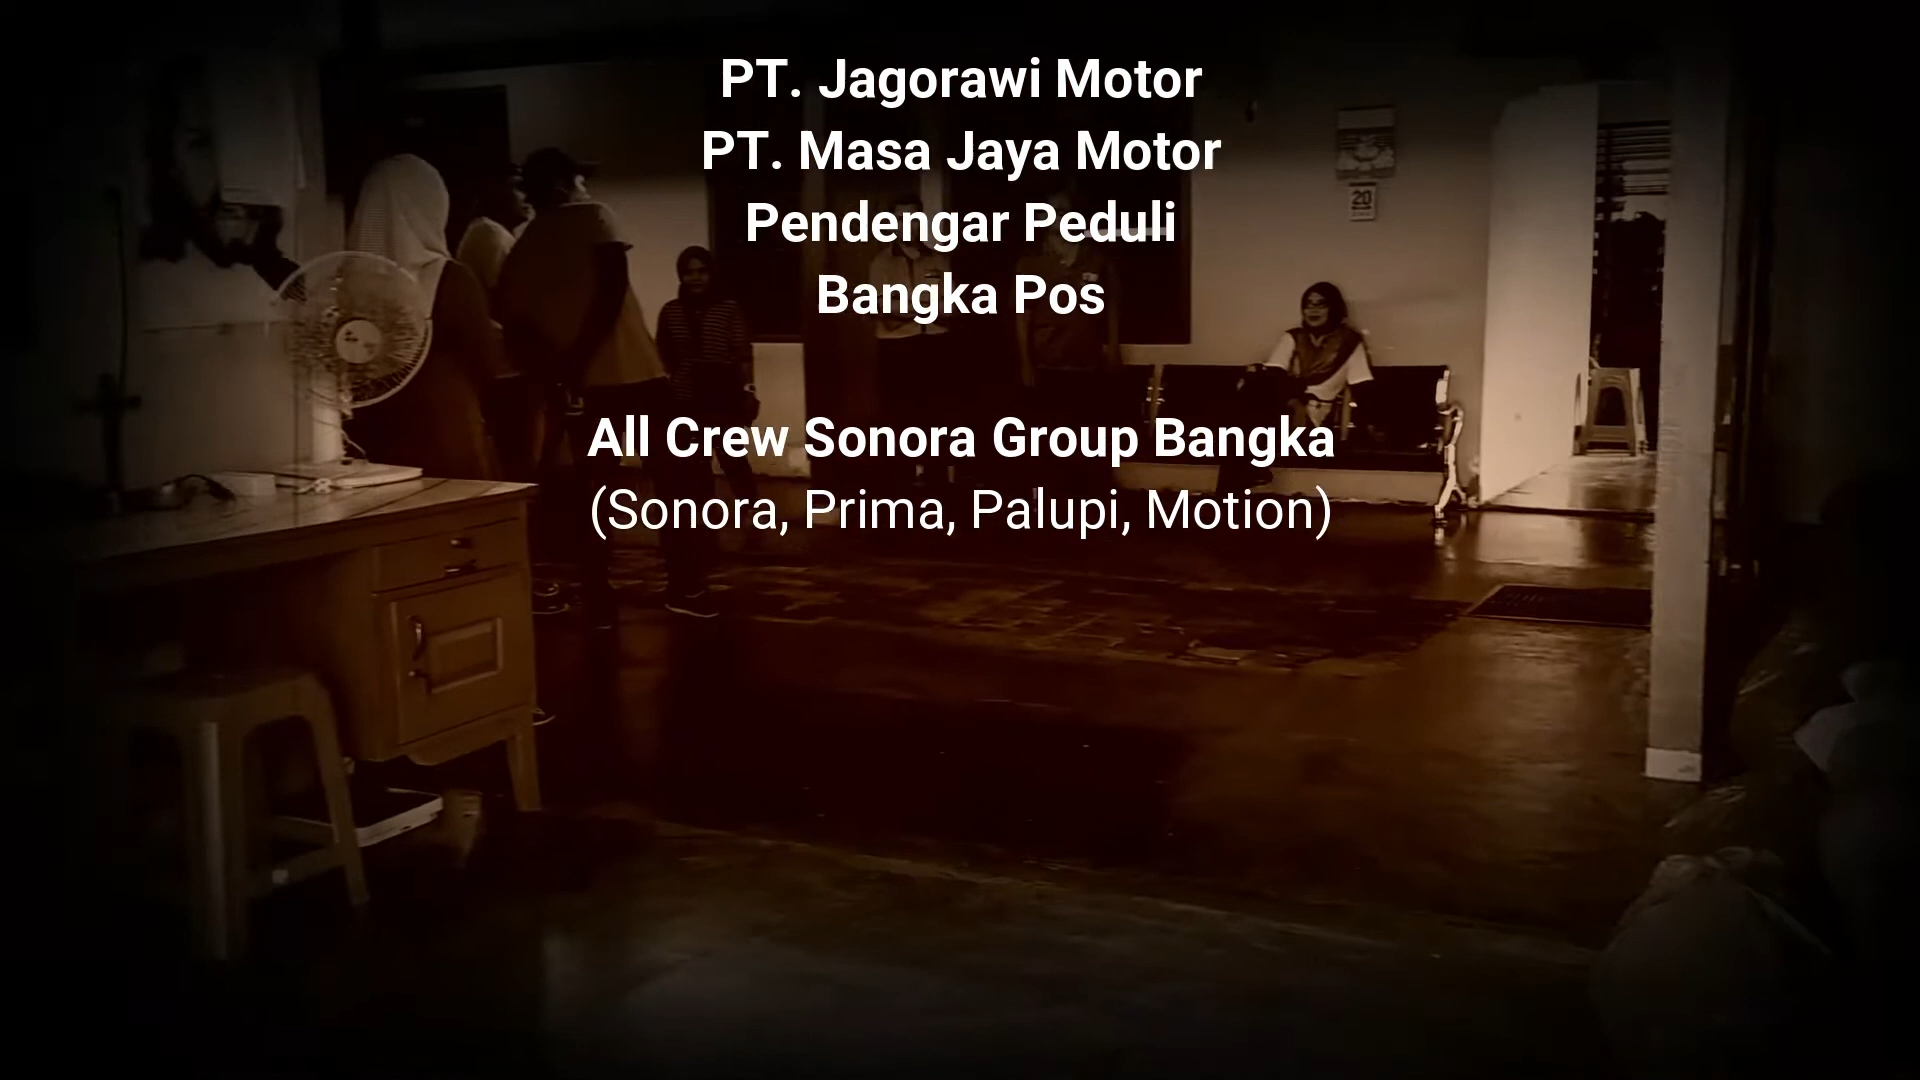 PT. Jagorawi Motor
PT. Masa Jaya Motor
Pendengar Peduli
Bangka Pos
All Crew Sonora Group Bangka
(Sonora, Prima, Palupi, Motion)
20